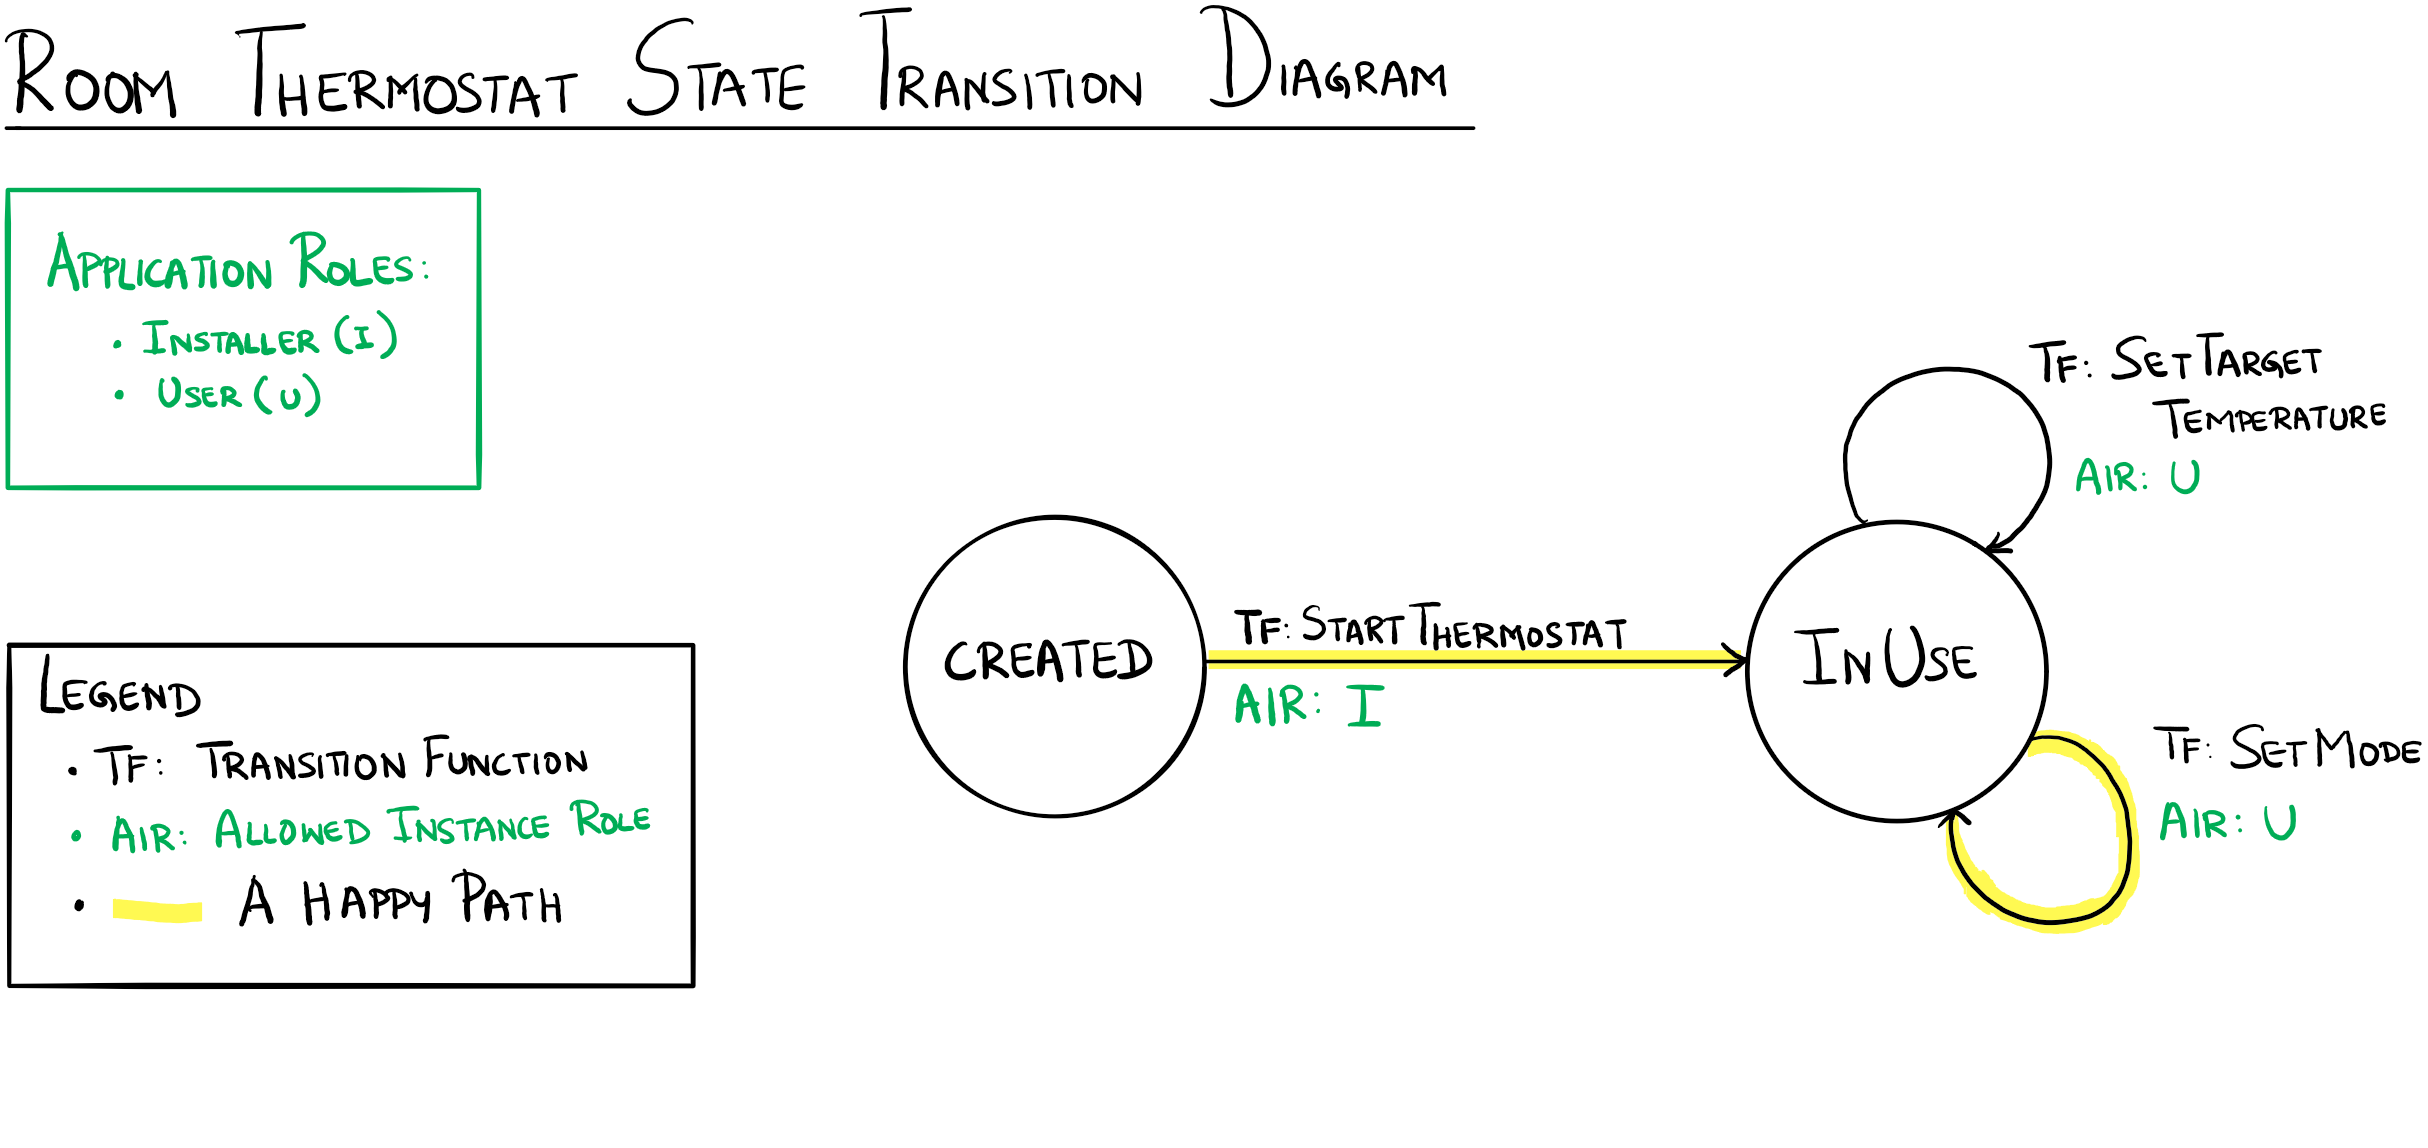 ROOM THERMOSTAT STATE TRANSITION DIAGRAM
APPLICATION ROLES:
• INSTALLER (I)
• USER (U)
LEGEND
• TF: TRANSITION FUNCTION
• AIR: ALLOWED INSTANCE ROLE
• A HAPPY PATH
CREATED
TF: START THERMOSTAT
AIR: I
IN USE
TF: SET TARGET
TEMPERATURE
AIR: U
TF: SET MODE
AIR: U